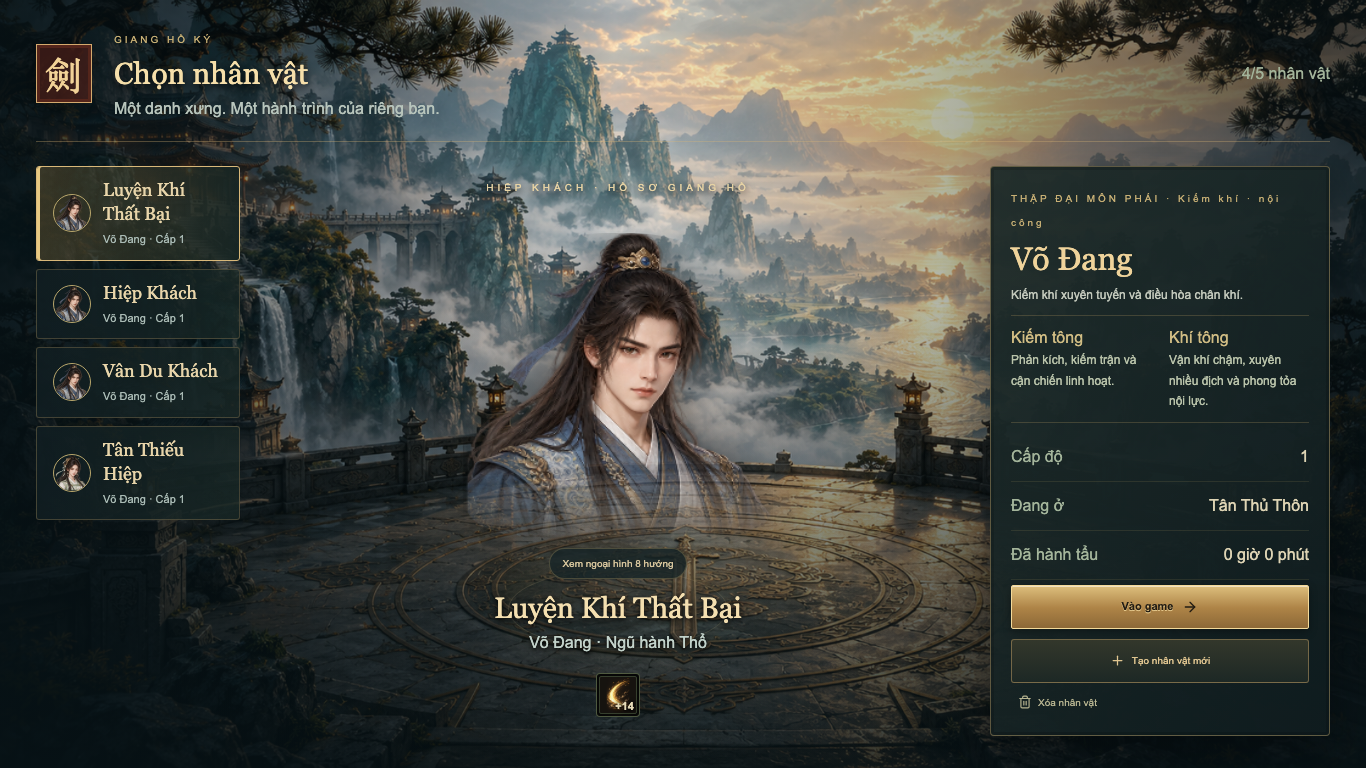 劍
GIANG HỒ KÝ
Chọn nhân vật
Một danh xưng. Một hành trình của riêng bạn.
4/5 nhân vật
Luyện Khí
Thất Bại
Võ Đang · Cấp 1
Hiệp Khách
Võ Đang · Cấp 1
Vân Du Khách
Võ Đang · Cấp 1
Tân Thiếu
Hiệp
Võ Đang · Cấp 1
HIỆP KHÁCH · HỒ SƠ GIANG HỒ
Xem ngoại hình 8 hướng
Luyện Khí Thất Bại
Võ Đang · Ngũ hành Thổ
+14
THẬP ĐẠI MÔN PHÁI · Kiếm khí · nội
công
Võ Đang
Kiếm khí xuyên tuyến và điều hòa chân khí.
Kiếm tông
Phản kích, kiếm trận và
cận chiến linh hoạt.
Khí tông
Vận khí chậm, xuyên
nhiều địch và phong tỏa
nội lực.
Cấp độ
1
Đang ở
Tân Thủ Thôn
Đã hành tẩu
0 giờ 0 phút
Vào game →
+ Tạo nhân vật mới
Xóa nhân vật